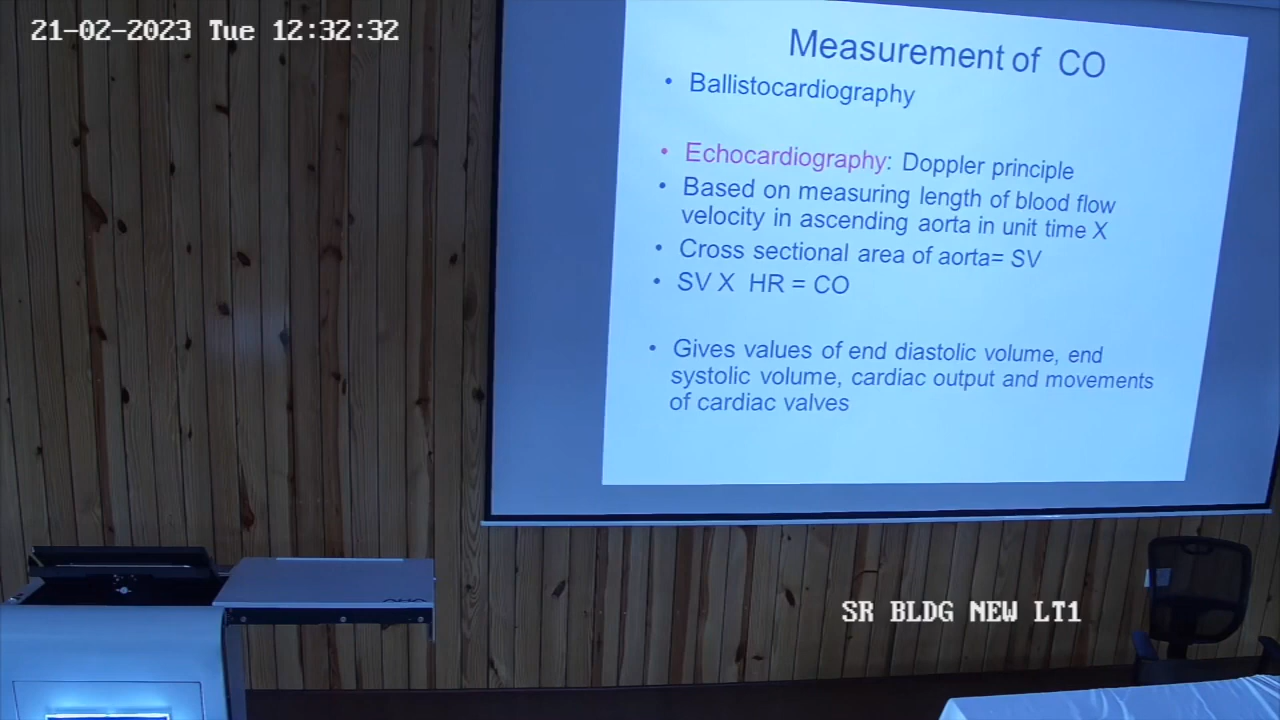 21-02-2023 Tue 12:32:32
Measurement of CO
• Ballistocardiography
• Echocardiography: Doppler principle
• Based on measuring length of blood flow
velocity in ascending aorta in unit time X
• Cross sectional area of aorta= SV
• SV X HR = CO
• Gives values of end diastolic volume, end
systolic volume, cardiac output and movements
of cardiac valves
SR BLDG NEW LT1